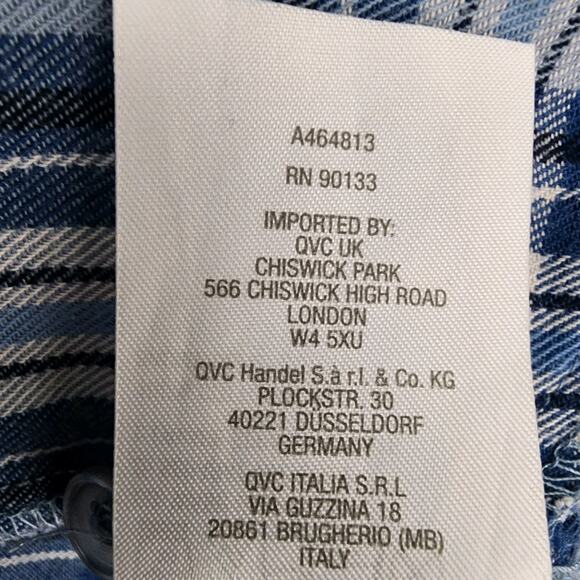 A464813
RN 90133
IMPORTED BY:
QVC UK
CHISWICK PARK
566 CHISWICK HIGH ROAD
LONDON
W4 5XU
QVC Handel S.à r.l. & Co. KG
PLOCKSTR. 30
40221 DÜSSELDORF
GERMANY
QVC ITALIA S.R.L
VIA GUZZINA 18
20861 BRUGHERIO (MB)
ITALY